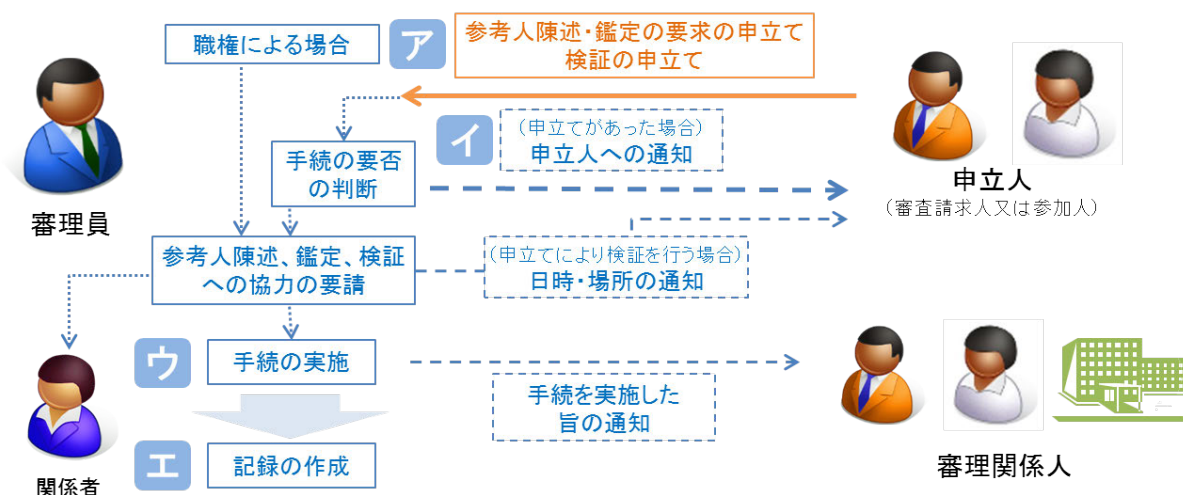 職権による場合
ア
参考人陳述・鑑定の要求の申立て
検証の申立て
イ
(申立てがあった場合)
申立人への通知
手続の要否
の判断
審理員
申立人
(審査請求人又は参加人)
参考人陳述、鑑定、検証
への協力の要請
(申立てにより検証を行う場合)
日時・場所の通知
ウ
手続の実施
手続を実施した
旨の通知
エ
記録の作成
関係者
審理関係人